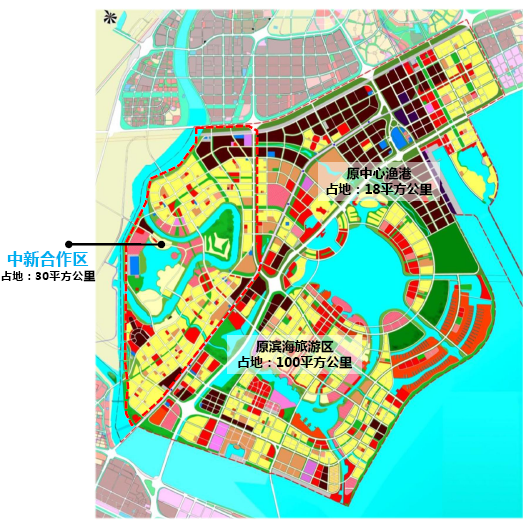 原中心渔港
占地：18平方公里
中新合作区
占地：30平方公里
原滨海旅游区
占地：100平方公里